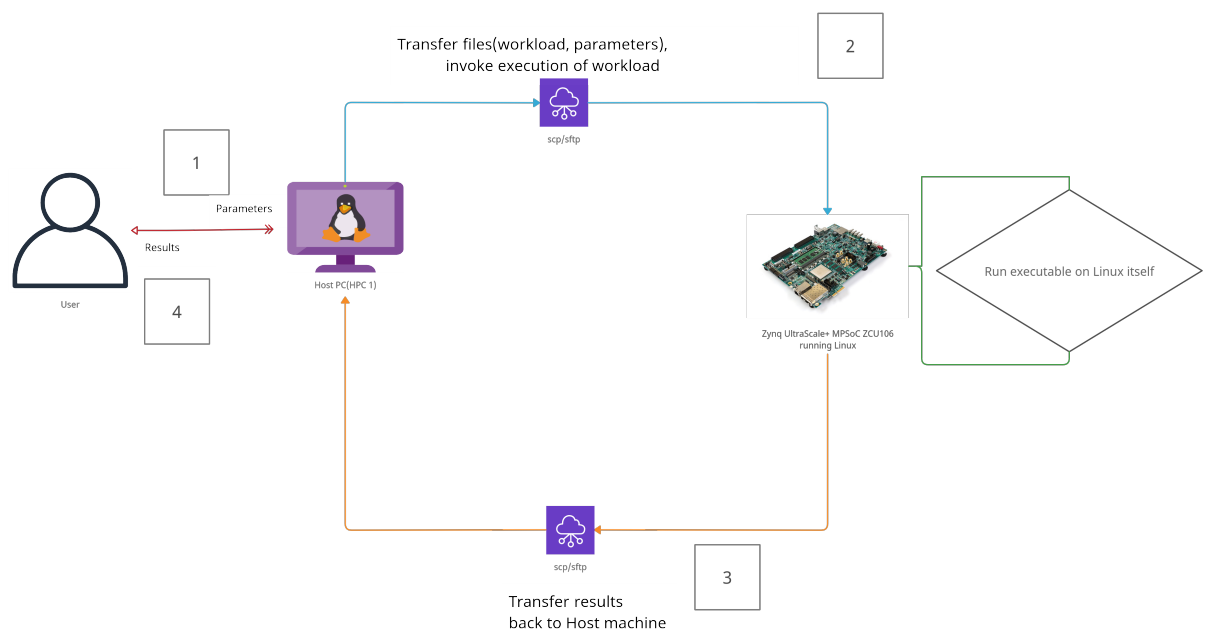 Transfer files(workload, parameters),
invoke execution of workload
2
scp/sftp
1
Parameters
Results
User
4
Host PC(HPC 1)
Zynq UltraScale+ MPSoC ZCU106
running Linux
Run executable on Linux itself
scp/sftp
3
Transfer results
back to Host machine